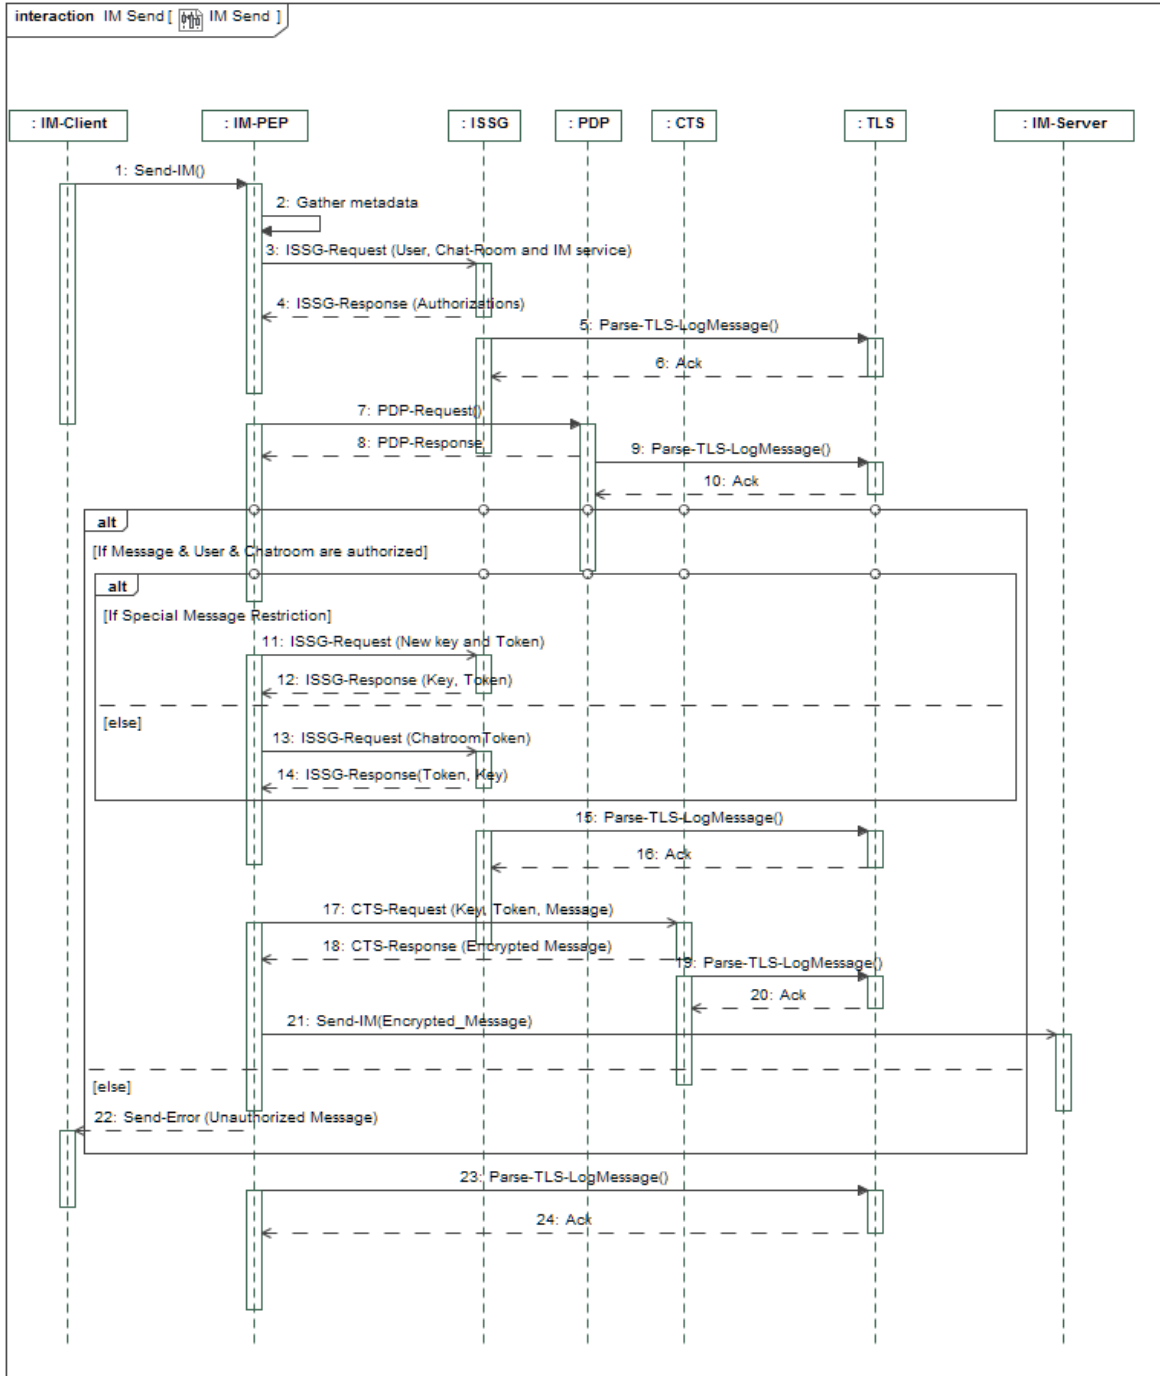 interaction IM Send [ IM Send ]
: IM-Client : IM-PEP : ISSG : PDP : CTS : TLS : IM-Server
1: Send-IM()
2: Gather metadata
3: ISSG-Request (User, Chat-Room and IM service)
4: ISSG-Response (Authorizations)
5: Parse-TLS-LogMessage()
6: Ack
7: PDP-Request()
8: PDP-Response
9: Parse-TLS-LogMessage()
10: Ack
alt
[If Message & User & Chatroom are authorized]
alt
[If Special Message Restriction]
11: ISSG-Request (New key and Token)
12: ISSG-Response (Key, Token)
[else]
13: ISSG-Request (ChatroomToken)
14: ISSG-Response(Token, Key)
15: Parse-TLS-LogMessage()
16: Ack
17: CTS-Request (Key, Token, Message)
18: CTS-Response (Encrypted Message)
19: Parse-TLS-LogMessage()
20: Ack
21: Send-IM(Encrypted_Message)
[else]
22: Send-Error (Unauthorized Message)
23: Parse-TLS-LogMessage()
24: Ack